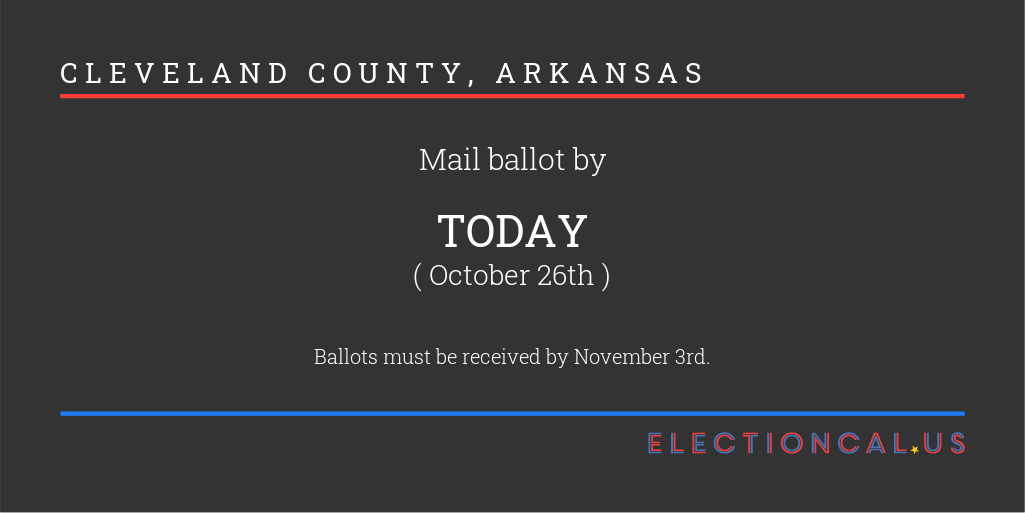 CLEVELAND COUNTY, ARKANSAS
Mail ballot by
TODAY
( October 26th )
Ballots must be received by November 3rd.
ELECTIONCAL.US